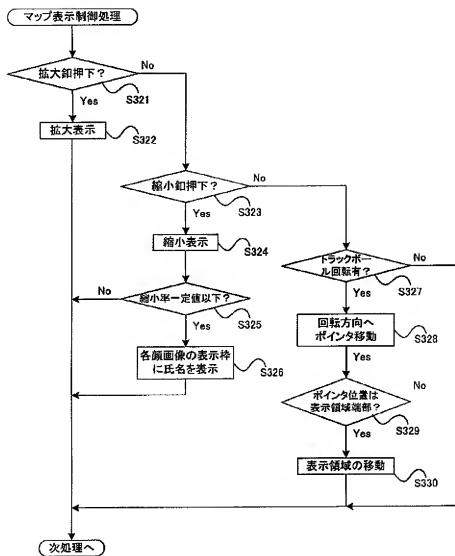 マップ表示制御処理
拡大釦押下?
No
S321
Yes
拡大表示
S322
縮小釦押下?
No
S323
Yes
縮小表示
S324
トラックボー
ル回転有?
No
S327
No
縮小率一定値以下?
S325
Yes
Yes
回転方向へ
ポインタ移動
S328
各顔画像の表示枠
に氏名を表示
S326
Yes
ポインタ位置は
表示領域端部?
No
S329
Yes
表示領域の移動
S330
次処理へ